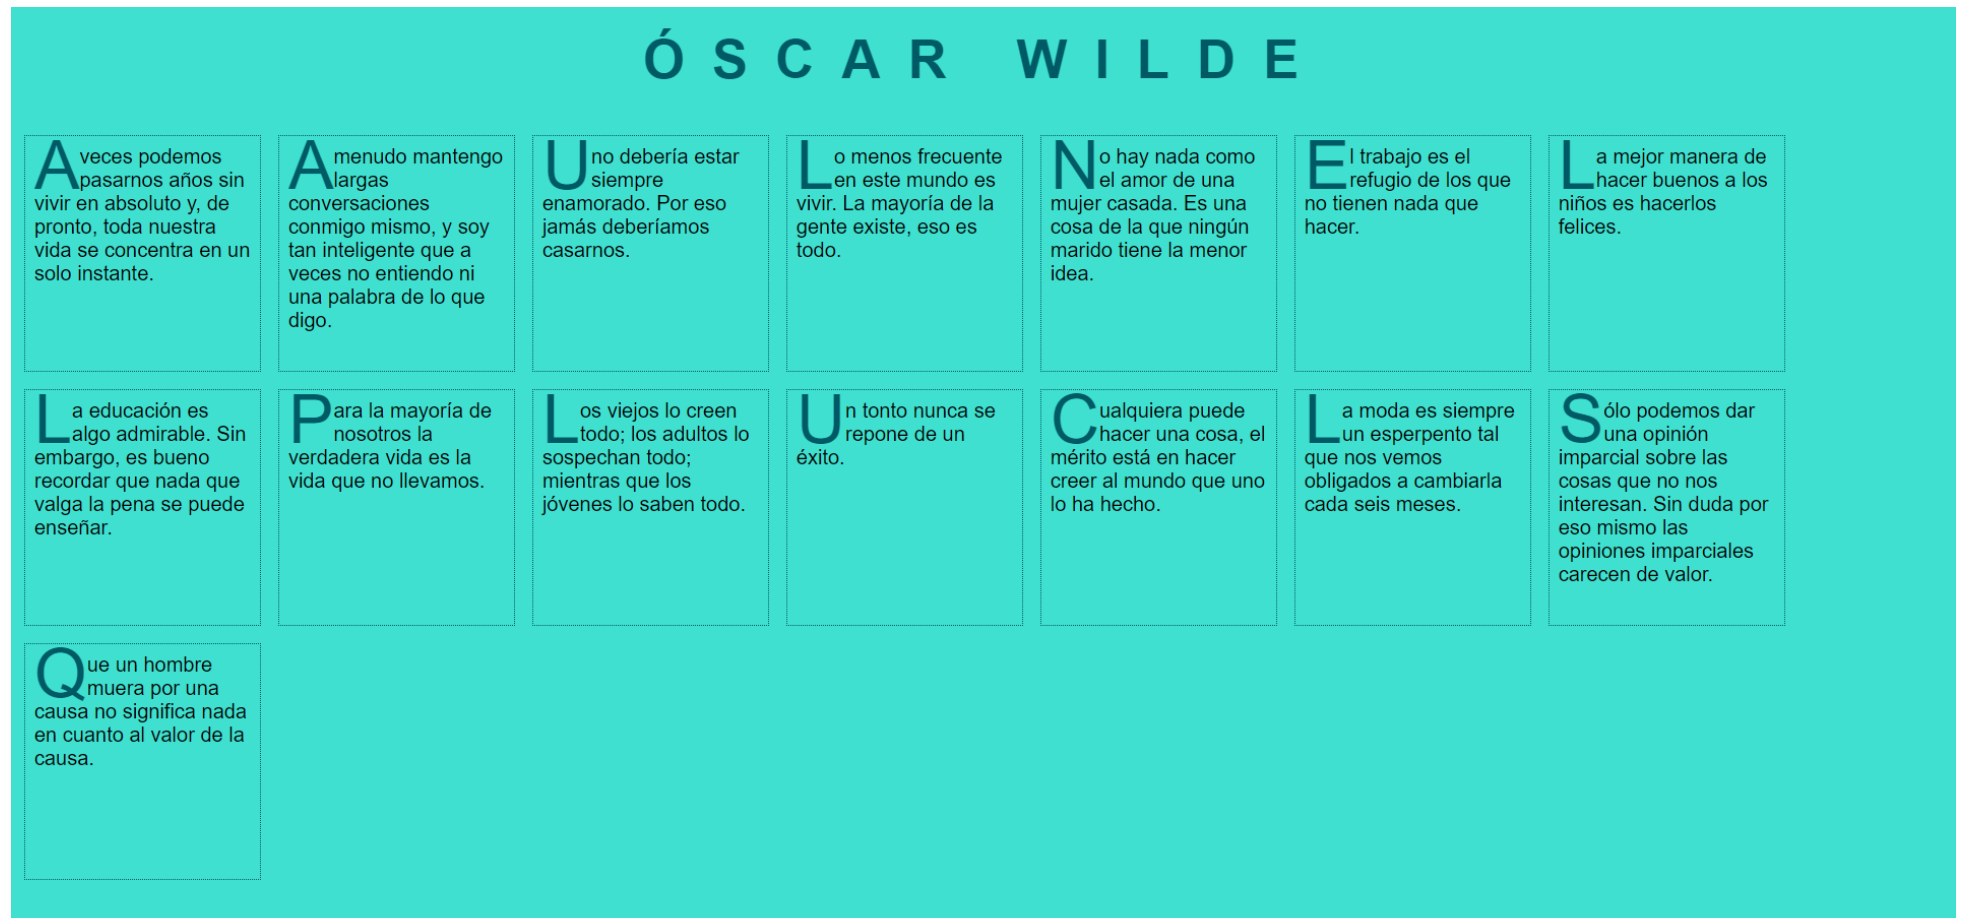 ÓSCAR WILDE
A veces podemos
pasarnos años sin
vivir en absoluto y, de
pronto, toda nuestra
vida se concentra en un
solo instante.
A menudo mantengo
largas
conversaciones
conmigo mismo, y soy
tan inteligente que a
veces no entiendo ni
una palabra de lo que
digo.
Uno debería estar
siempre
enamorado. Por eso
jamás deberíamos
casarnos.
Lo menos frecuente
en este mundo es
vivir. La mayoría de la
gente existe, eso es
todo.
No hay nada como
el amor de una
mujer casada. Es una
cosa de la que ningún
marido tiene la menor
idea.
El trabajo es el
refugio de los que
no tienen nada que
hacer.
La mejor manera de
hacer buenos a los
niños es hacerlos
felices.
La educación es
algo admirable. Sin
embargo, es bueno
recordar que nada que
valga la pena se puede
enseñar.
Para la mayoría de
nosotros la
verdadera vida es la
vida que no llevamos.
Los viejos lo creen
todo; los adultos lo
sospechan todo;
mientras que los
jóvenes lo saben todo.
Un tonto nunca se
repone de un
éxito.
Cualquiera puede
hacer una cosa, el
mérito está en hacer
creer al mundo que uno
lo ha hecho.
La moda es siempre
un esperpento tal
que nos vemos
obligados a cambiarla
cada seis meses.
Sólo podemos dar
una opinión
imparcial sobre las
cosas que no nos
interesan. Sin duda por
eso mismo las
opiniones imparciales
carecen de valor.
Que un hombre
muera por una
causa no significa nada
en cuanto al valor de la
causa.